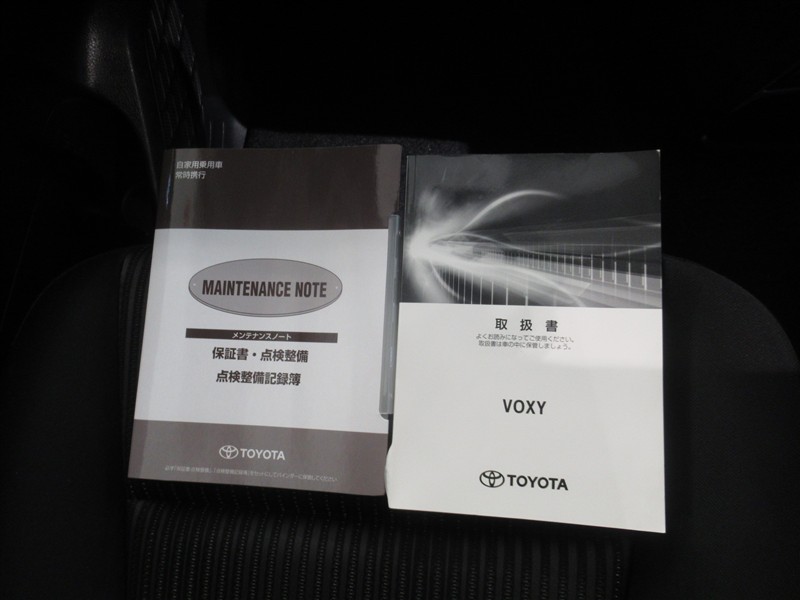 自家用乗用車
常時携行
MAINTENANCE NOTE
メンテナンスノート
保証書・点検整備
点検整備記録簿
TOYOTA
取扱書
よくお読みになってご使用ください。
取扱書は車の中に保管しましょう。
VOXY
TOYOTA